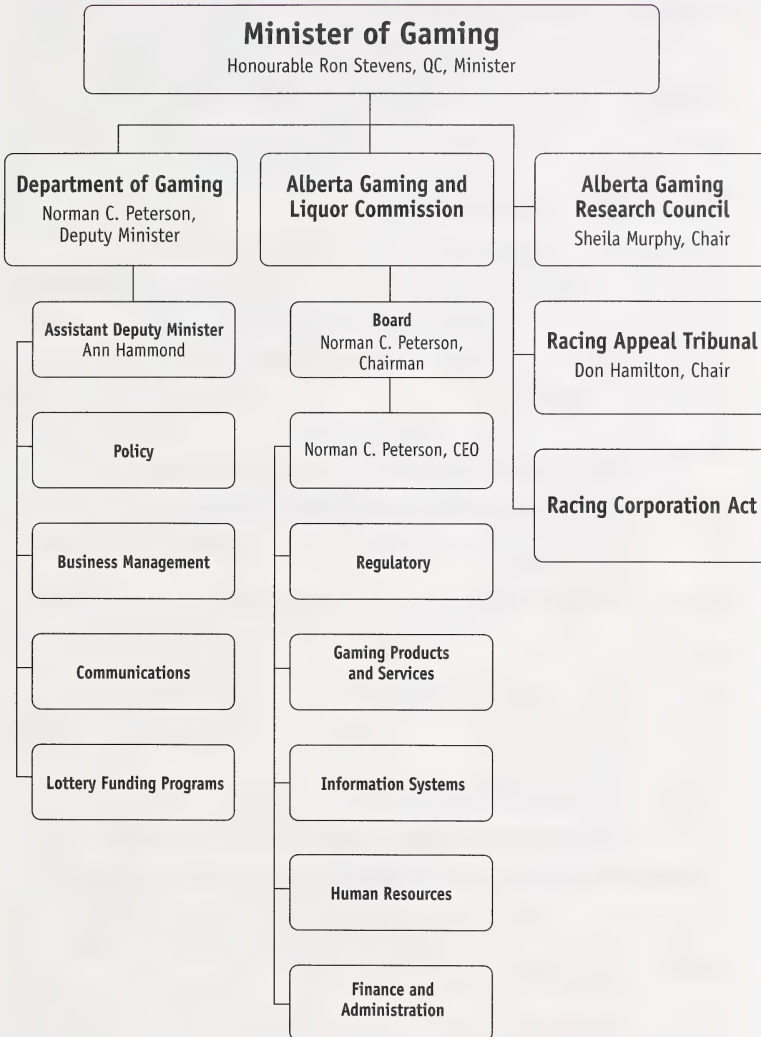 Minister of Gaming
Honourable Ron Stevens, QC, Minister
Department of Gaming
Norman C. Peterson,
Deputy Minister
Alberta Gaming and
Liquor Commission
Alberta Gaming
Research Council
Sheila Murphy, Chair
Assistant Deputy Minister
Ann Hammond
Board
Norman C. Peterson,
Chairman
Racing Appeal Tribunal
Don Hamilton, Chair
Policy
Norman C. Peterson, CEO
Racing Corporation Act
Business Management
Regulatory
Communications
Gaming Products
and Services
Lottery Funding Programs
Information Systems
Human Resources
Finance and
Administration